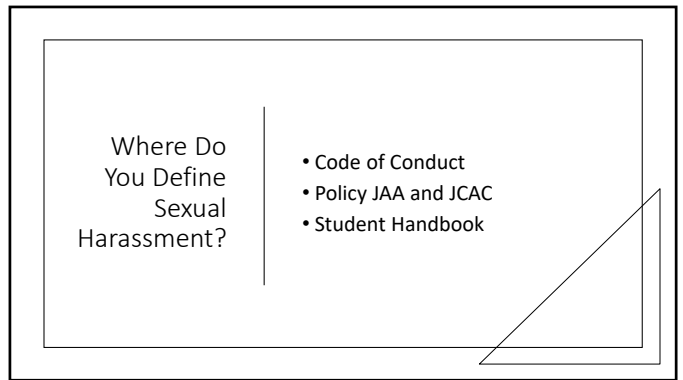 Where Do
You Define
Sexual
Harassment?
• Code of Conduct
• Policy JAA and JCAC
• Student Handbook